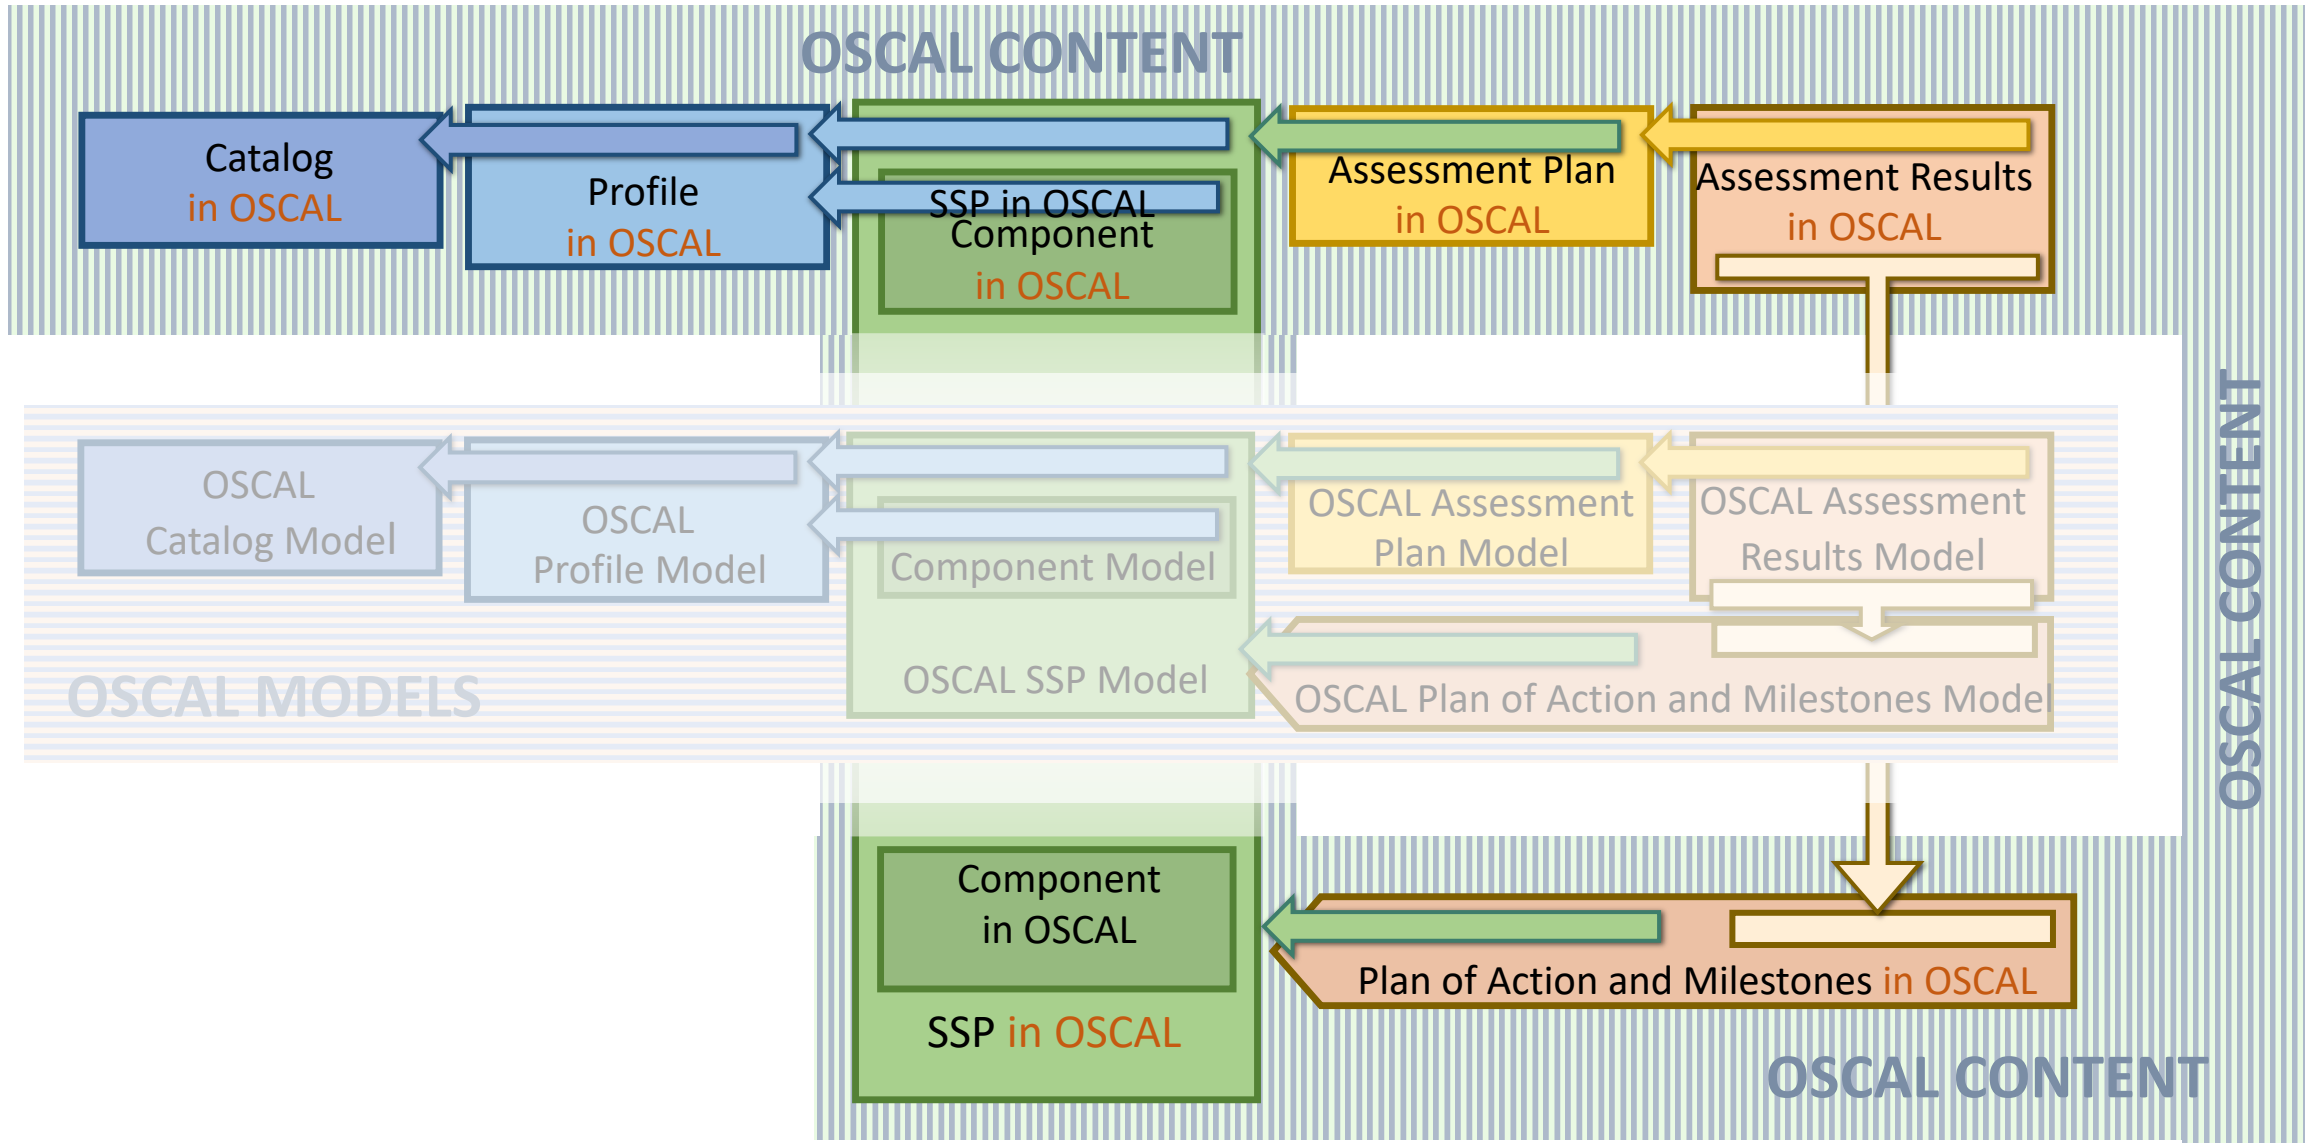 OSCAL CONTENT
Catalog
in OSCAL
Profile
in OSCAL
SSP in OSCAL
Component
in OSCAL
Assessment Plan
in OSCAL
Assessment Results
in OSCAL
OSCAL CONTENT
OSCAL
Catalog Model
OSCAL
Profile Model
Component Model
OSCAL SSP Model
OSCAL Assessment
Plan Model
OSCAL Assessment
Results Model
OSCAL Plan of Action and Milestones Model
OSCAL MODELS
Component
in OSCAL
SSP in OSCAL
Plan of Action and Milestones in OSCAL
OSCAL CONTENT